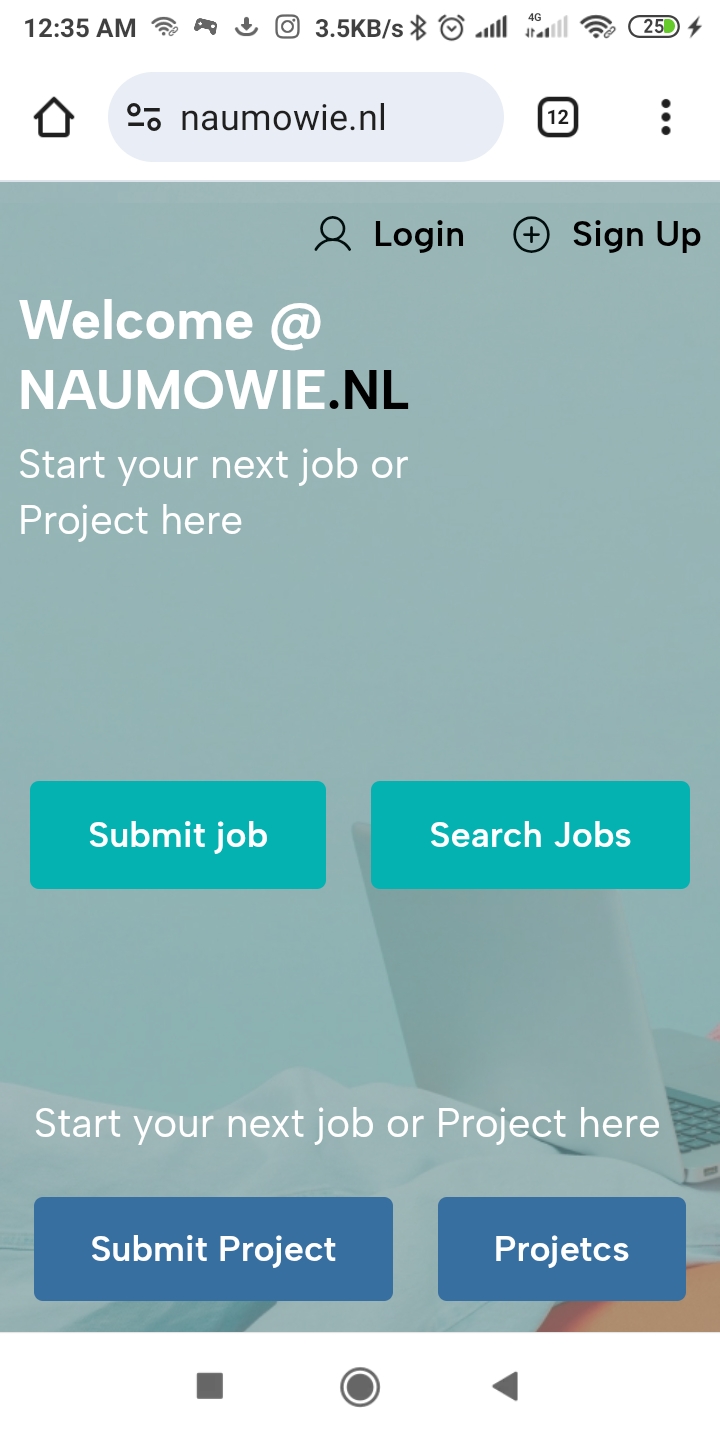 12:35 AM 3.5KB/s 4G 25
naumowie.nl 12
Login Sign Up
Welcome @
NAUMOWIE.NL
Start your next job or
Project here
Submit job Search Jobs
Start your next job or Project here
Submit Project Projetcs